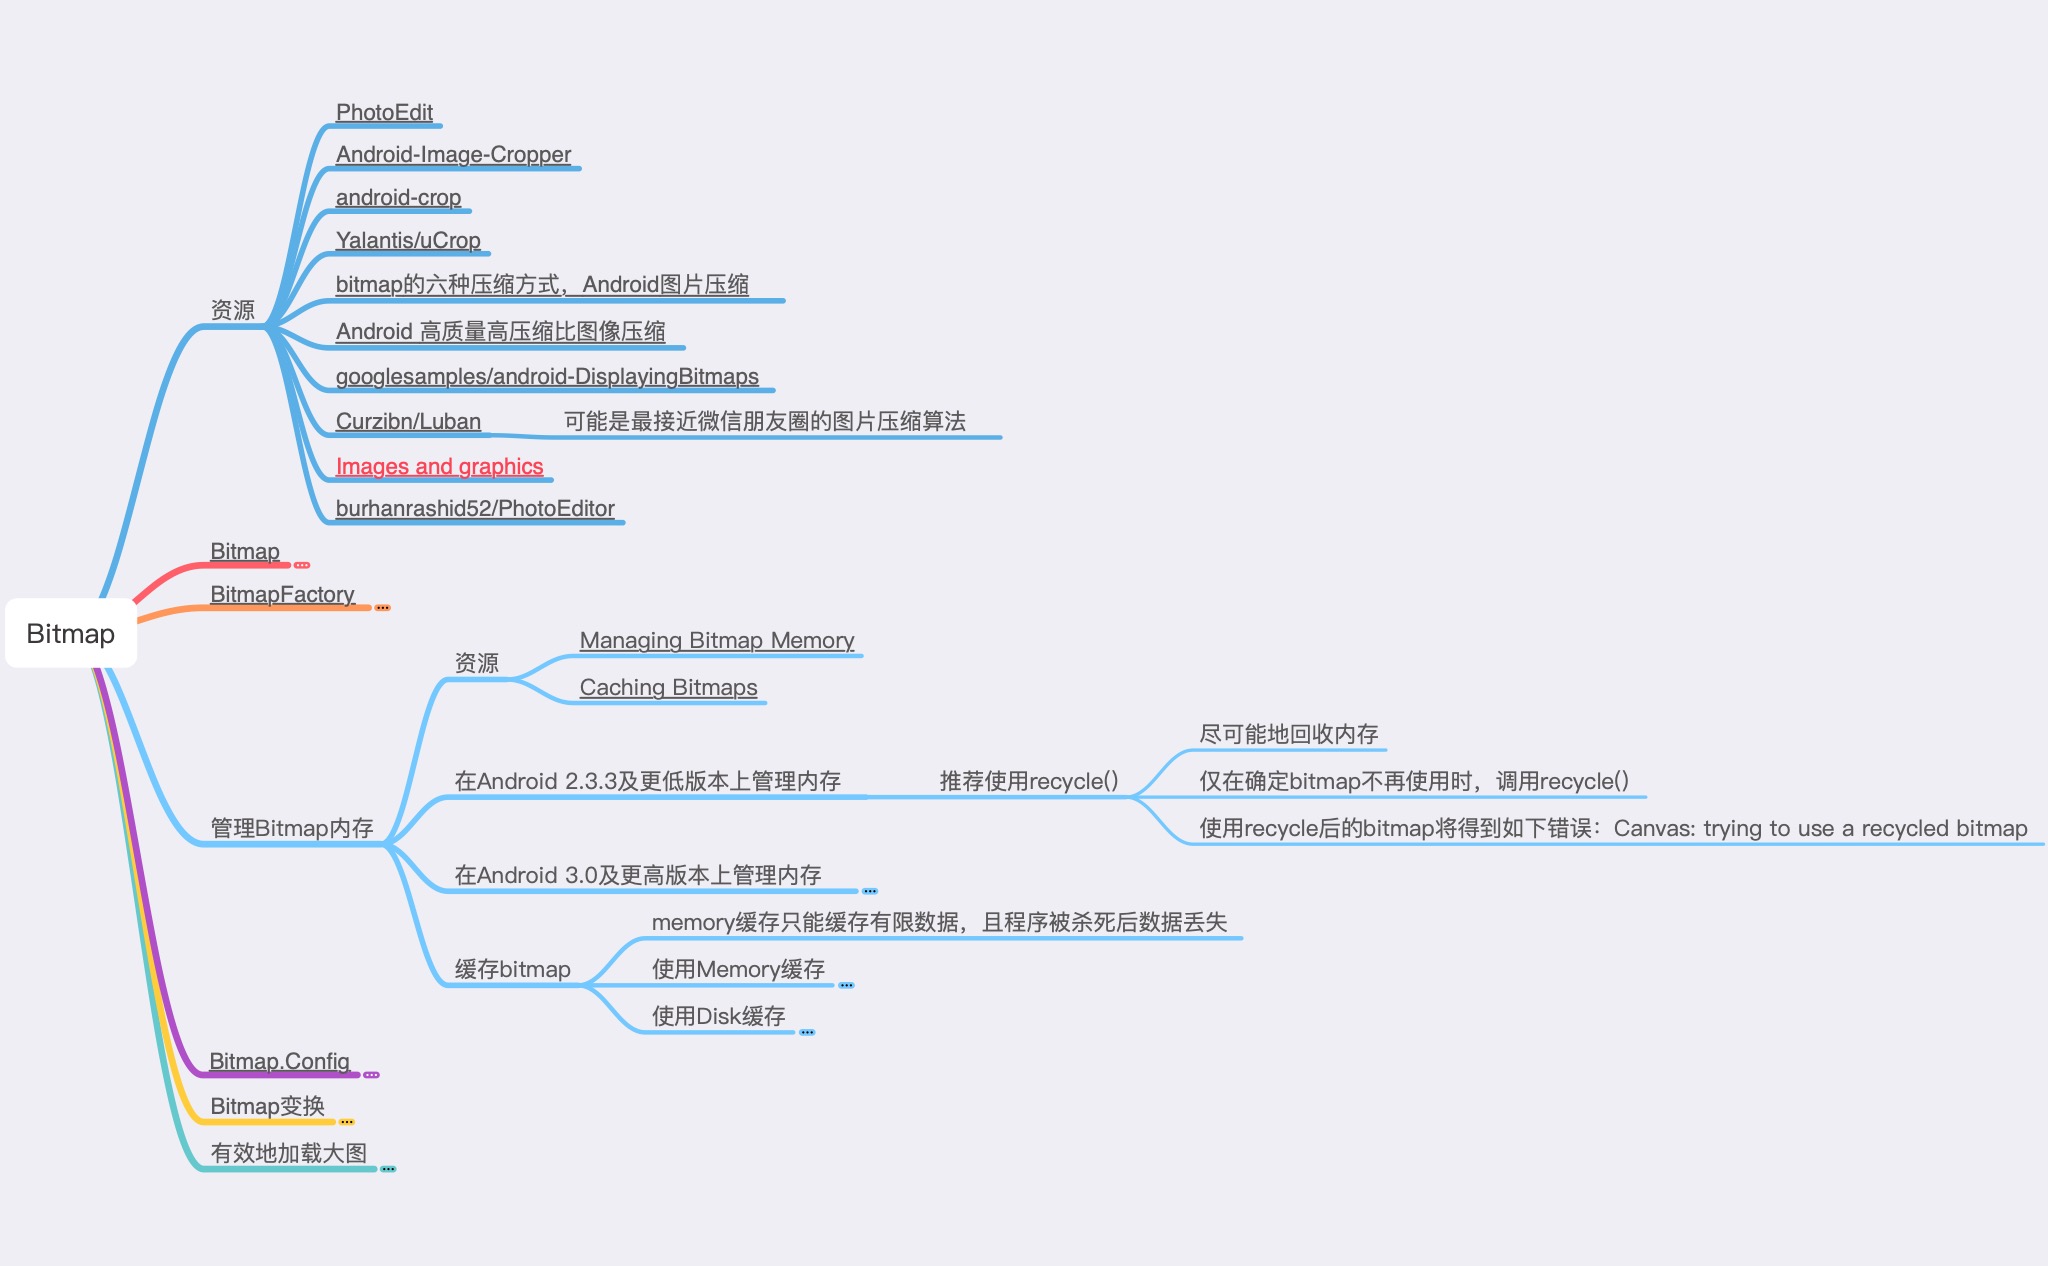 PhotoEdit
Android-Image-Cropper
android-crop
Yalantis/uCrop
bitmap的六种压缩方式，Android图片压缩
资源
Android 高质量高压缩比图像压缩
googlesamples/android-DisplayingBitmaps
Curzibn/Luban
可能是最接近微信朋友圈的图片压缩算法
Images and graphics
burhanrashid52/PhotoEditor
Bitmap
BitmapFactory
Bitmap
Managing Bitmap Memory
资源
Caching Bitmaps
尽可能地回收内存
在Android 2.3.3及更低版本上管理内存
推荐使用recycle()
仅在确定bitmap不再使用时，调用recycle()
管理Bitmap内存
使用recycle后的bitmap将得到如下错误：Canvas: trying to use a recycled bitmap
在Android 3.0及更高版本上管理内存
memory缓存只能缓存有限数据，且程序被杀死后数据丢失
缓存bitmap
使用Memory缓存
使用Disk缓存
Bitmap.Config
Bitmap变换
有效地加载大图